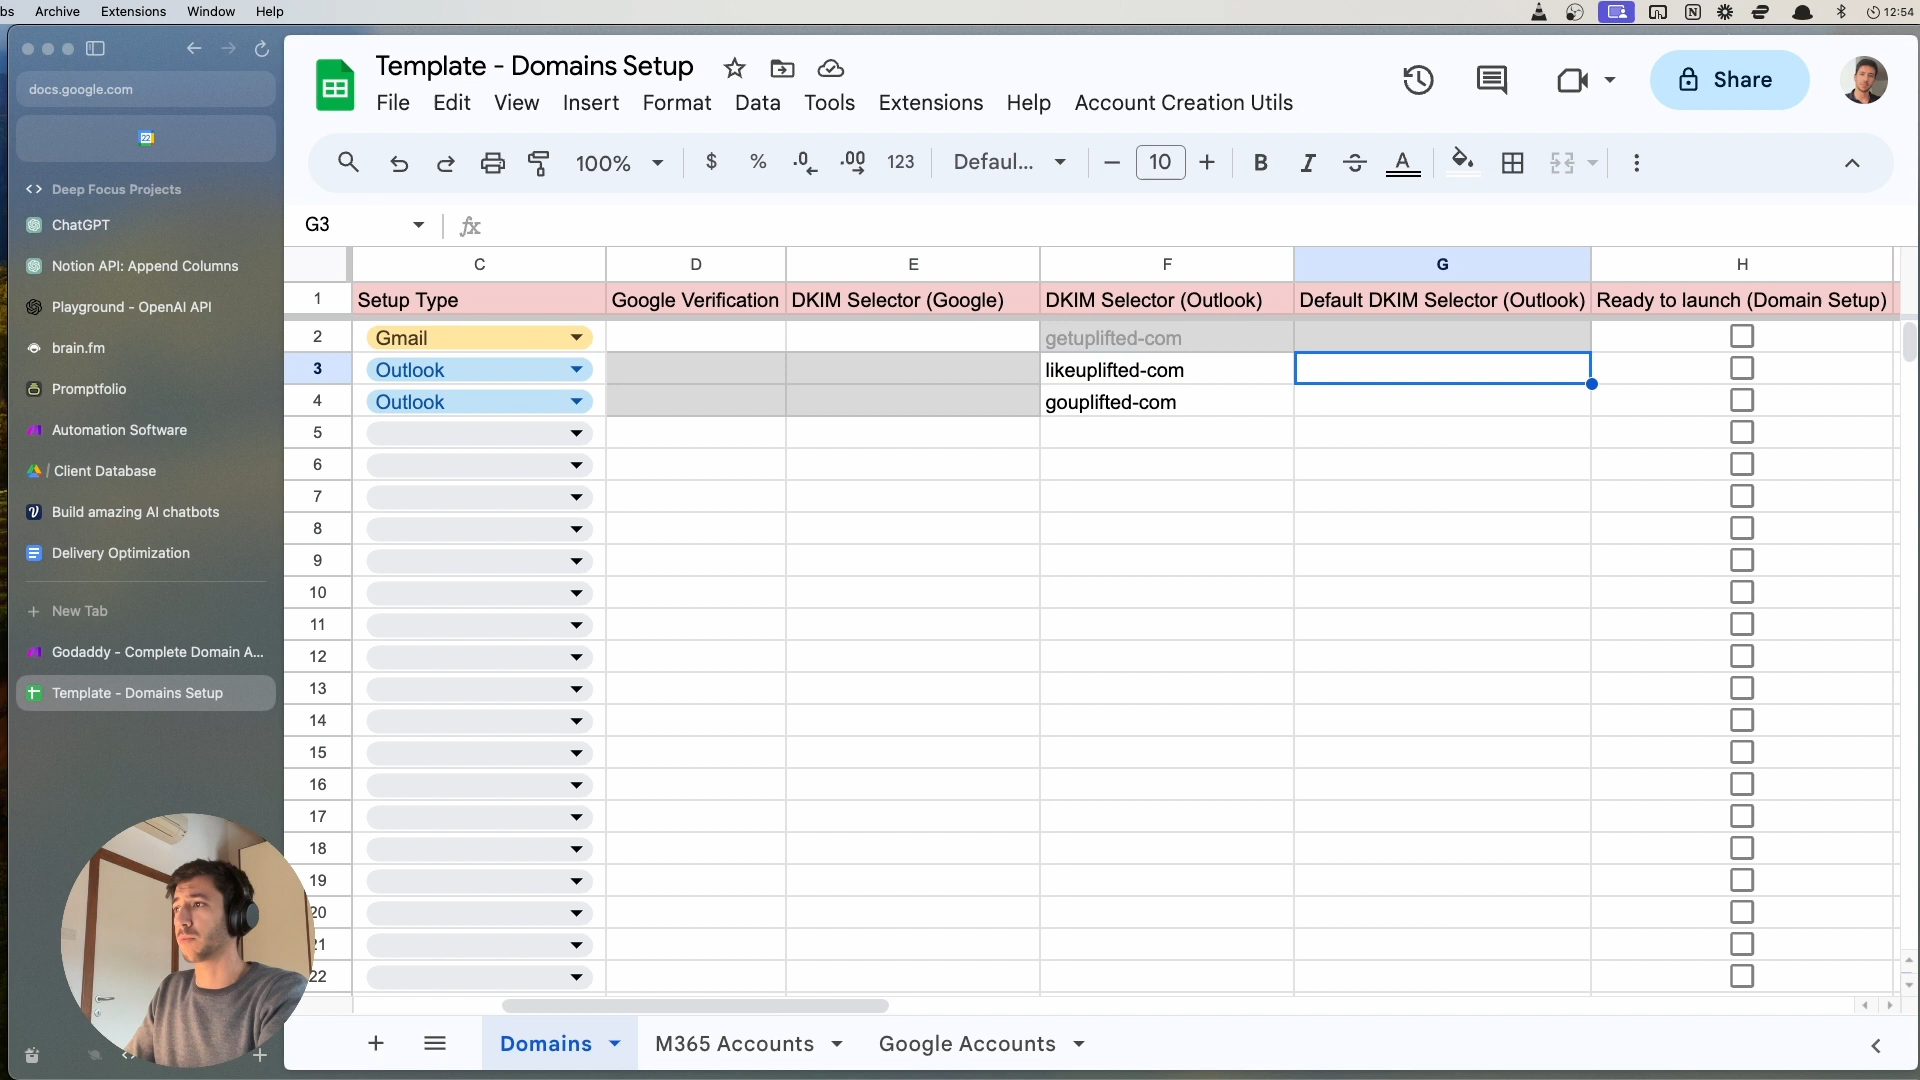 bs Archive Extensions Window Help 12:54
docs.google.com
22
Deep Focus Projects
ChatGPT
Notion API: Append Columns
Playground - OpenAI API
brain.fm
Promptfolio
Automation Software
/ Client Database
Build amazing AI chatbots
Delivery Optimization
+ New Tab
Godaddy - Complete Domain A...
Template - Domains Setup
Template - Domains Setup
File Edit View Insert Format Data Tools Extensions Help Account Creation Utils
Share
100% $ % .0 .00 123 Defaul... 10 B I A
G3 fx
C D E F G H
1 Setup Type Google Verification DKIM Selector (Google) DKIM Selector (Outlook) Default DKIM Selector (Outlook) Ready to launch (Domain Setup)
2 Gmail getuplifted-com
3 Outlook likeuplifted-com
4 Outlook gouplifted-com
5
6
7
8
9
10
11
12
13
14
15
16
17
18
19
20
21
22
Domains M365 Accounts Google Accounts